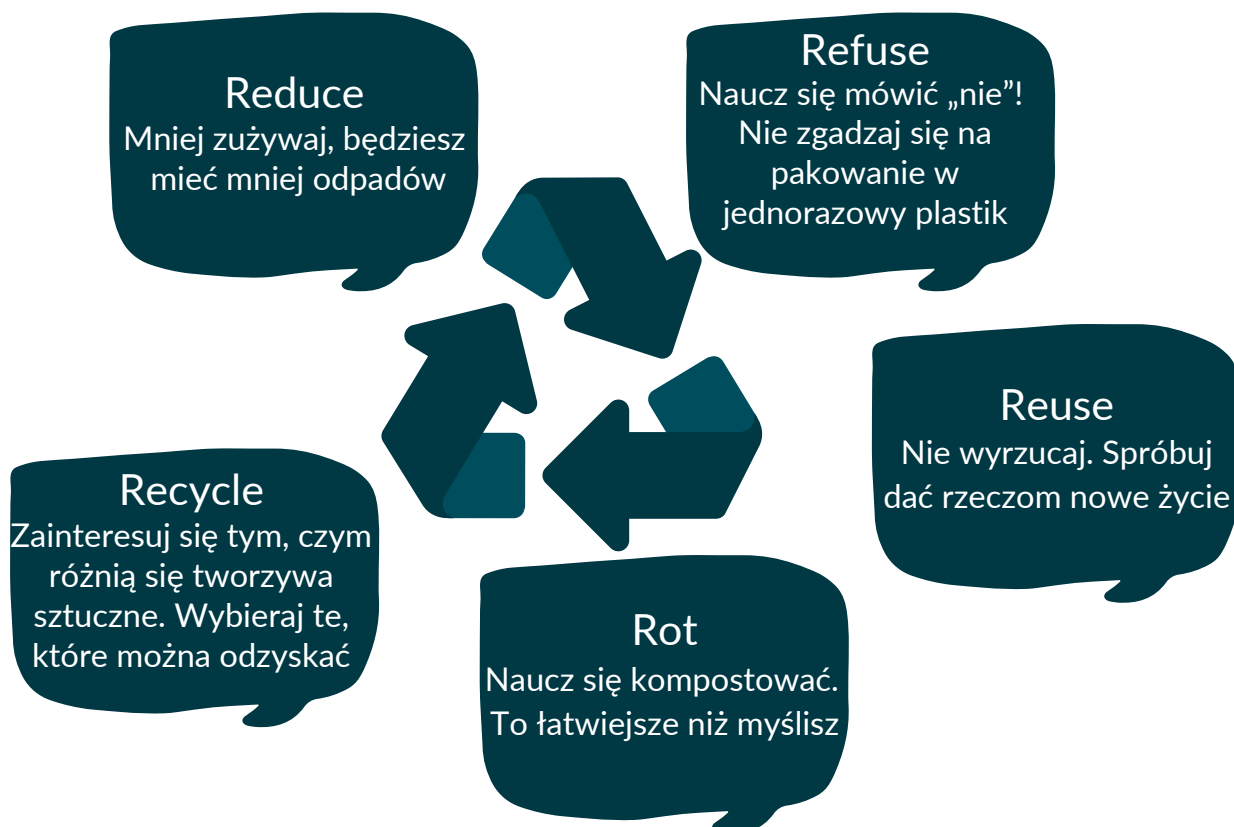 Reduce
Mniej zużywaj, będziesz
mieć mniej odpadów
Refuse
Naucz się mówić „nie”!
Nie zgadzaj się na
pakowanie w
jednorazowy plastik
Reuse
Nie wyrzucaj. Spróbuj
dać rzeczom nowe życie
Rot
Naucz się kompostować.
To łatwiejsze niż myślisz
Recycle
Zainteresuj się tym, czym
różnią się tworzywa
sztuczne. Wybieraj te,
które można odzyskać